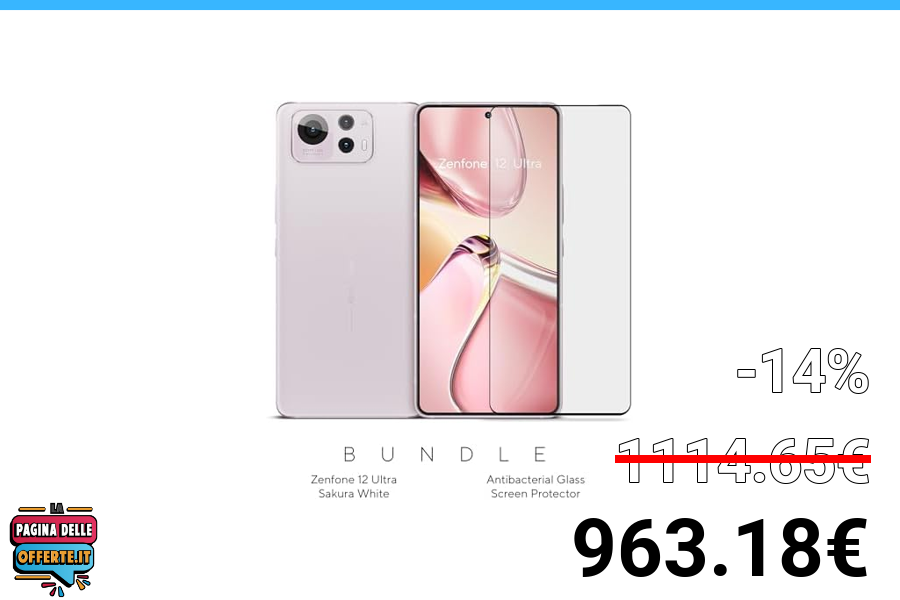 Zenfone 12 Ultra
-14%
B U N D L E
1114.65€
Zenfone 12 Ultra
Sakura White
Antibacterial Glass
Screen Protector
963.18€
LA
PAGINA DELLE
OFFERTE.IT